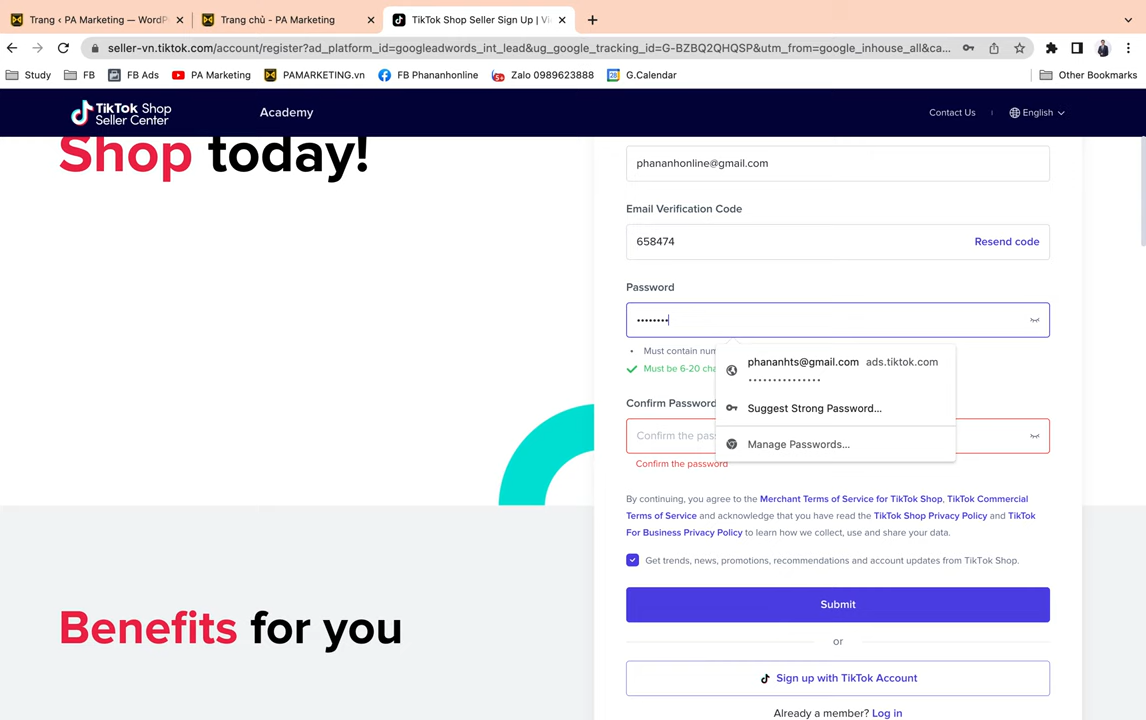 Trang ‹ PA Marketing — WordP
Trang chủ - PA Marketing
TikTok Shop Seller Sign Up | Vi
seller-vn.tiktok.com/account/register?ad_platform_id=googleadwords_int_lead&ug_google_tracking_id=G-BZBQ2QHQSP&utm_from=google_inhouse_all&ca...
Study
FB
FB Ads
PA Marketing
PAMARKETING.vn
FB Phananhonline
Zalo 0989623888
G.Calendar
Other Bookmarks
TikTok Shop
Seller Center
Academy
Contact Us
English
Shop today!
phananhonline@gmail.com
Email Verification Code
658474
Resend code
Password
••••••••
Must contain num
Must be 6-20 cha
phananhts@gmail.com ads.tiktok.com
•••••••••••••••
Suggest Strong Password...
Manage Passwords...
Confirm Password
Confirm the pas
Confirm the password
By continuing, you agree to the Merchant Terms of Service for TikTok Shop, TikTok Commercial
Terms of Service and acknowledge that you have read the TikTok Shop Privacy Policy and TikTok
For Business Privacy Policy to learn how we collect, use and share your data.
Get trends, news, promotions, recommendations and account updates from TikTok Shop.
Submit
or
Sign up with TikTok Account
Already a member? Log in
Benefits for you